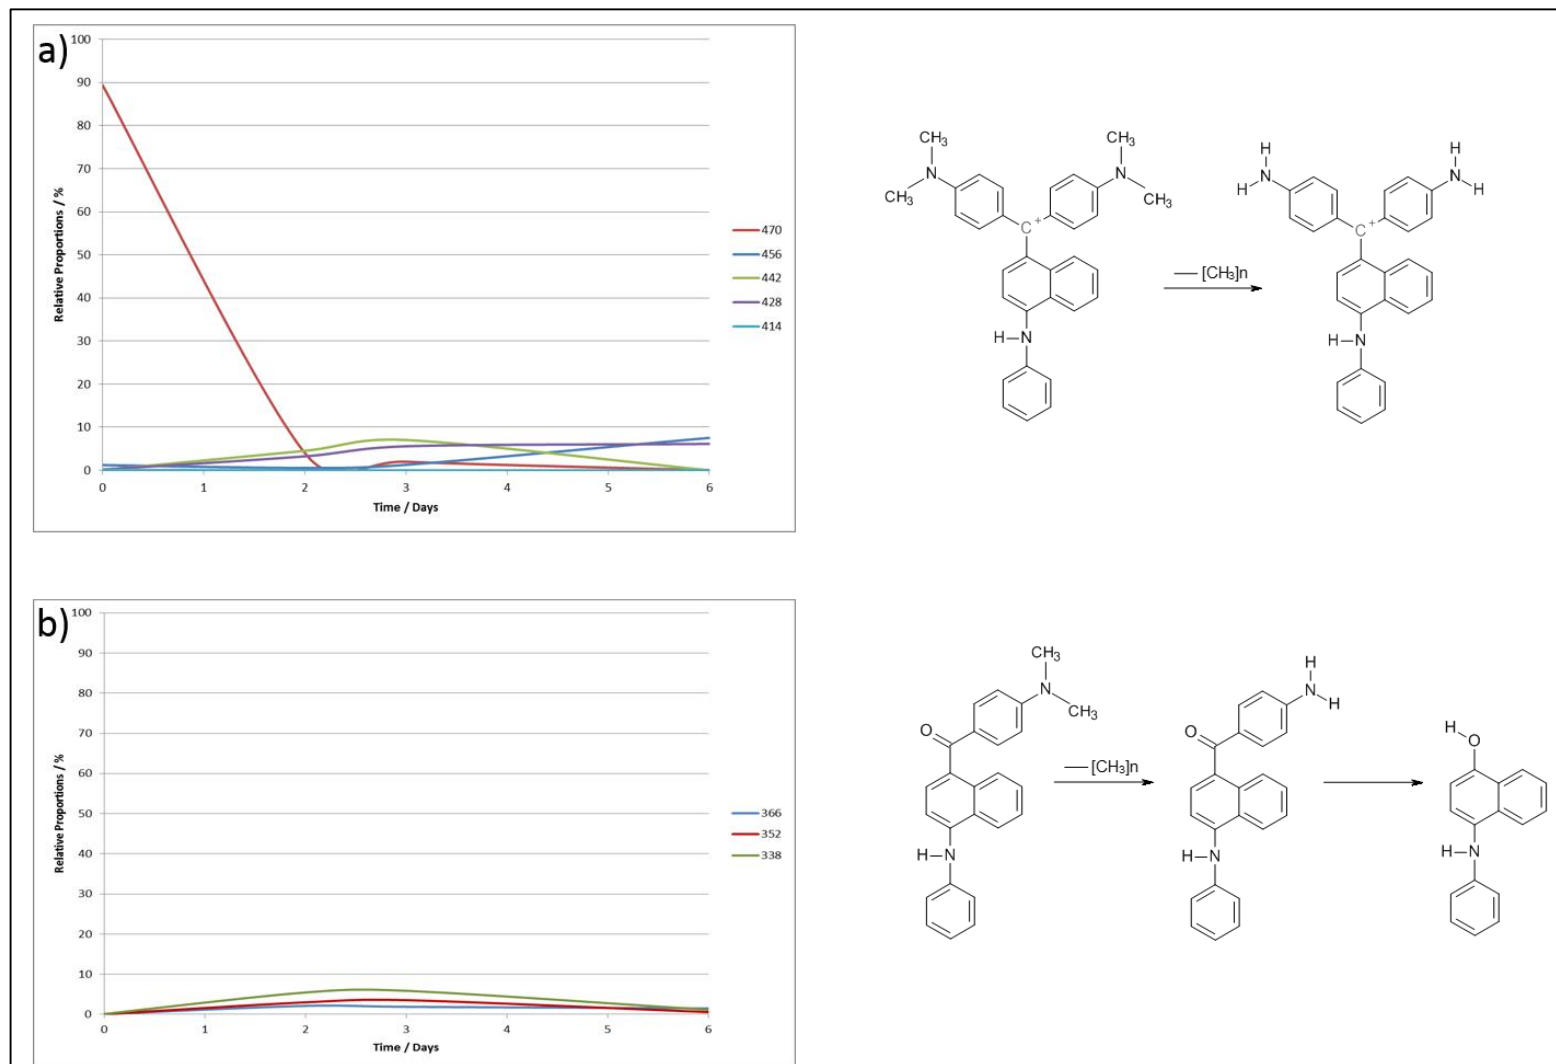 a)
100
90
80
70
60
50
40
30
20
10
0
Relative Proportions / %
0 1 2 3 4 5 6
Time / Days
470
456
442
428
414
CH3
N
CH3
CH3
N
CH3
C+
H—N
—[CH3]n
H
N
H
H
N
H
C+
H—N
b)
100
90
80
70
60
50
40
30
20
10
0
Relative Proportions / %
0 1 2 3 4 5 6
Time / Days
366
352
338
CH3
N
CH3
O
H—N
—[CH3]n
H
N
H
O
H—N
H
O
H—N